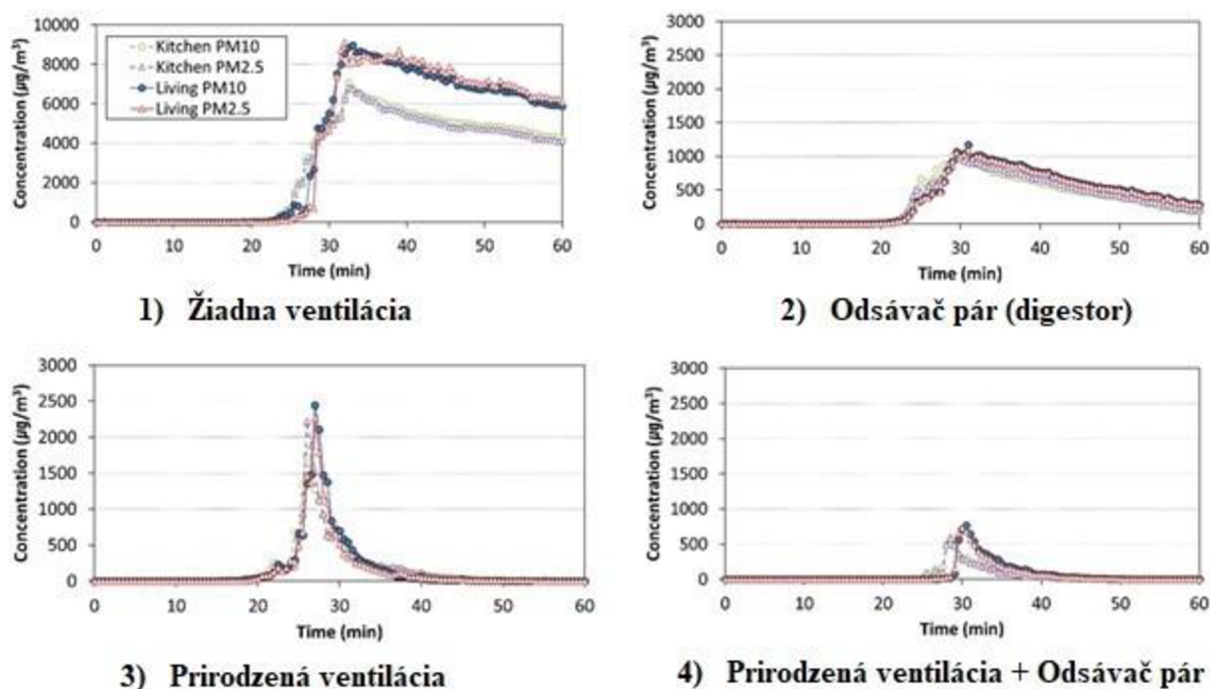 10000
8000
6000
4000
2000
0
Concentration (µg/m³)
Kitchen PM10
Kitchen PM2.5
Living PM10
Living PM2.5
0 10 20 30 40 50 60
Time (min)
1) Žiadna ventilácia
3000
2500
2000
1500
1000
500
0
Concentration (µg/m³)
0 10 20 30 40 50 60
Time (min)
2) Odsávač pár (digestor)
3000
2500
2000
1500
1000
500
0
Concentration (µg/m³)
0 10 20 30 40 50 60
Time (min)
3) Prirodzená ventilácia
3000
2500
2000
1500
1000
500
0
Concentration (µg/m³)
0 10 20 30 40 50 60
Time (min)
4) Prirodzená ventilácia + Odsávač pár